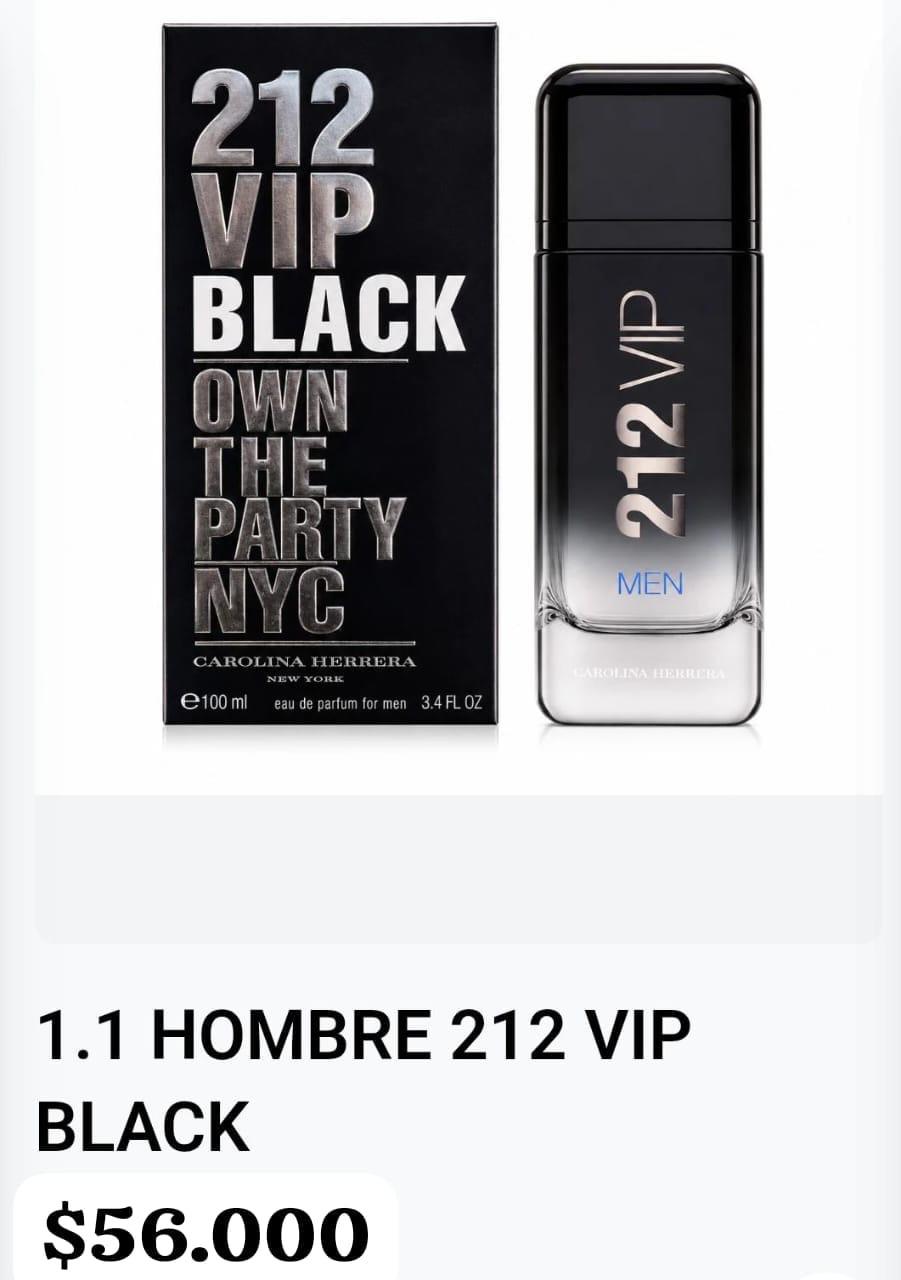 212
VIP
BLACK
OWN
THE
PARTY
NYC
CAROLINA HERRERA
NEW YORK
℮100 ml eau de parfum for men 3.4 FL OZ
212 VIP
MEN
CAROLINA HERRERA
1.1 HOMBRE 212 VIP
BLACK
$56.000